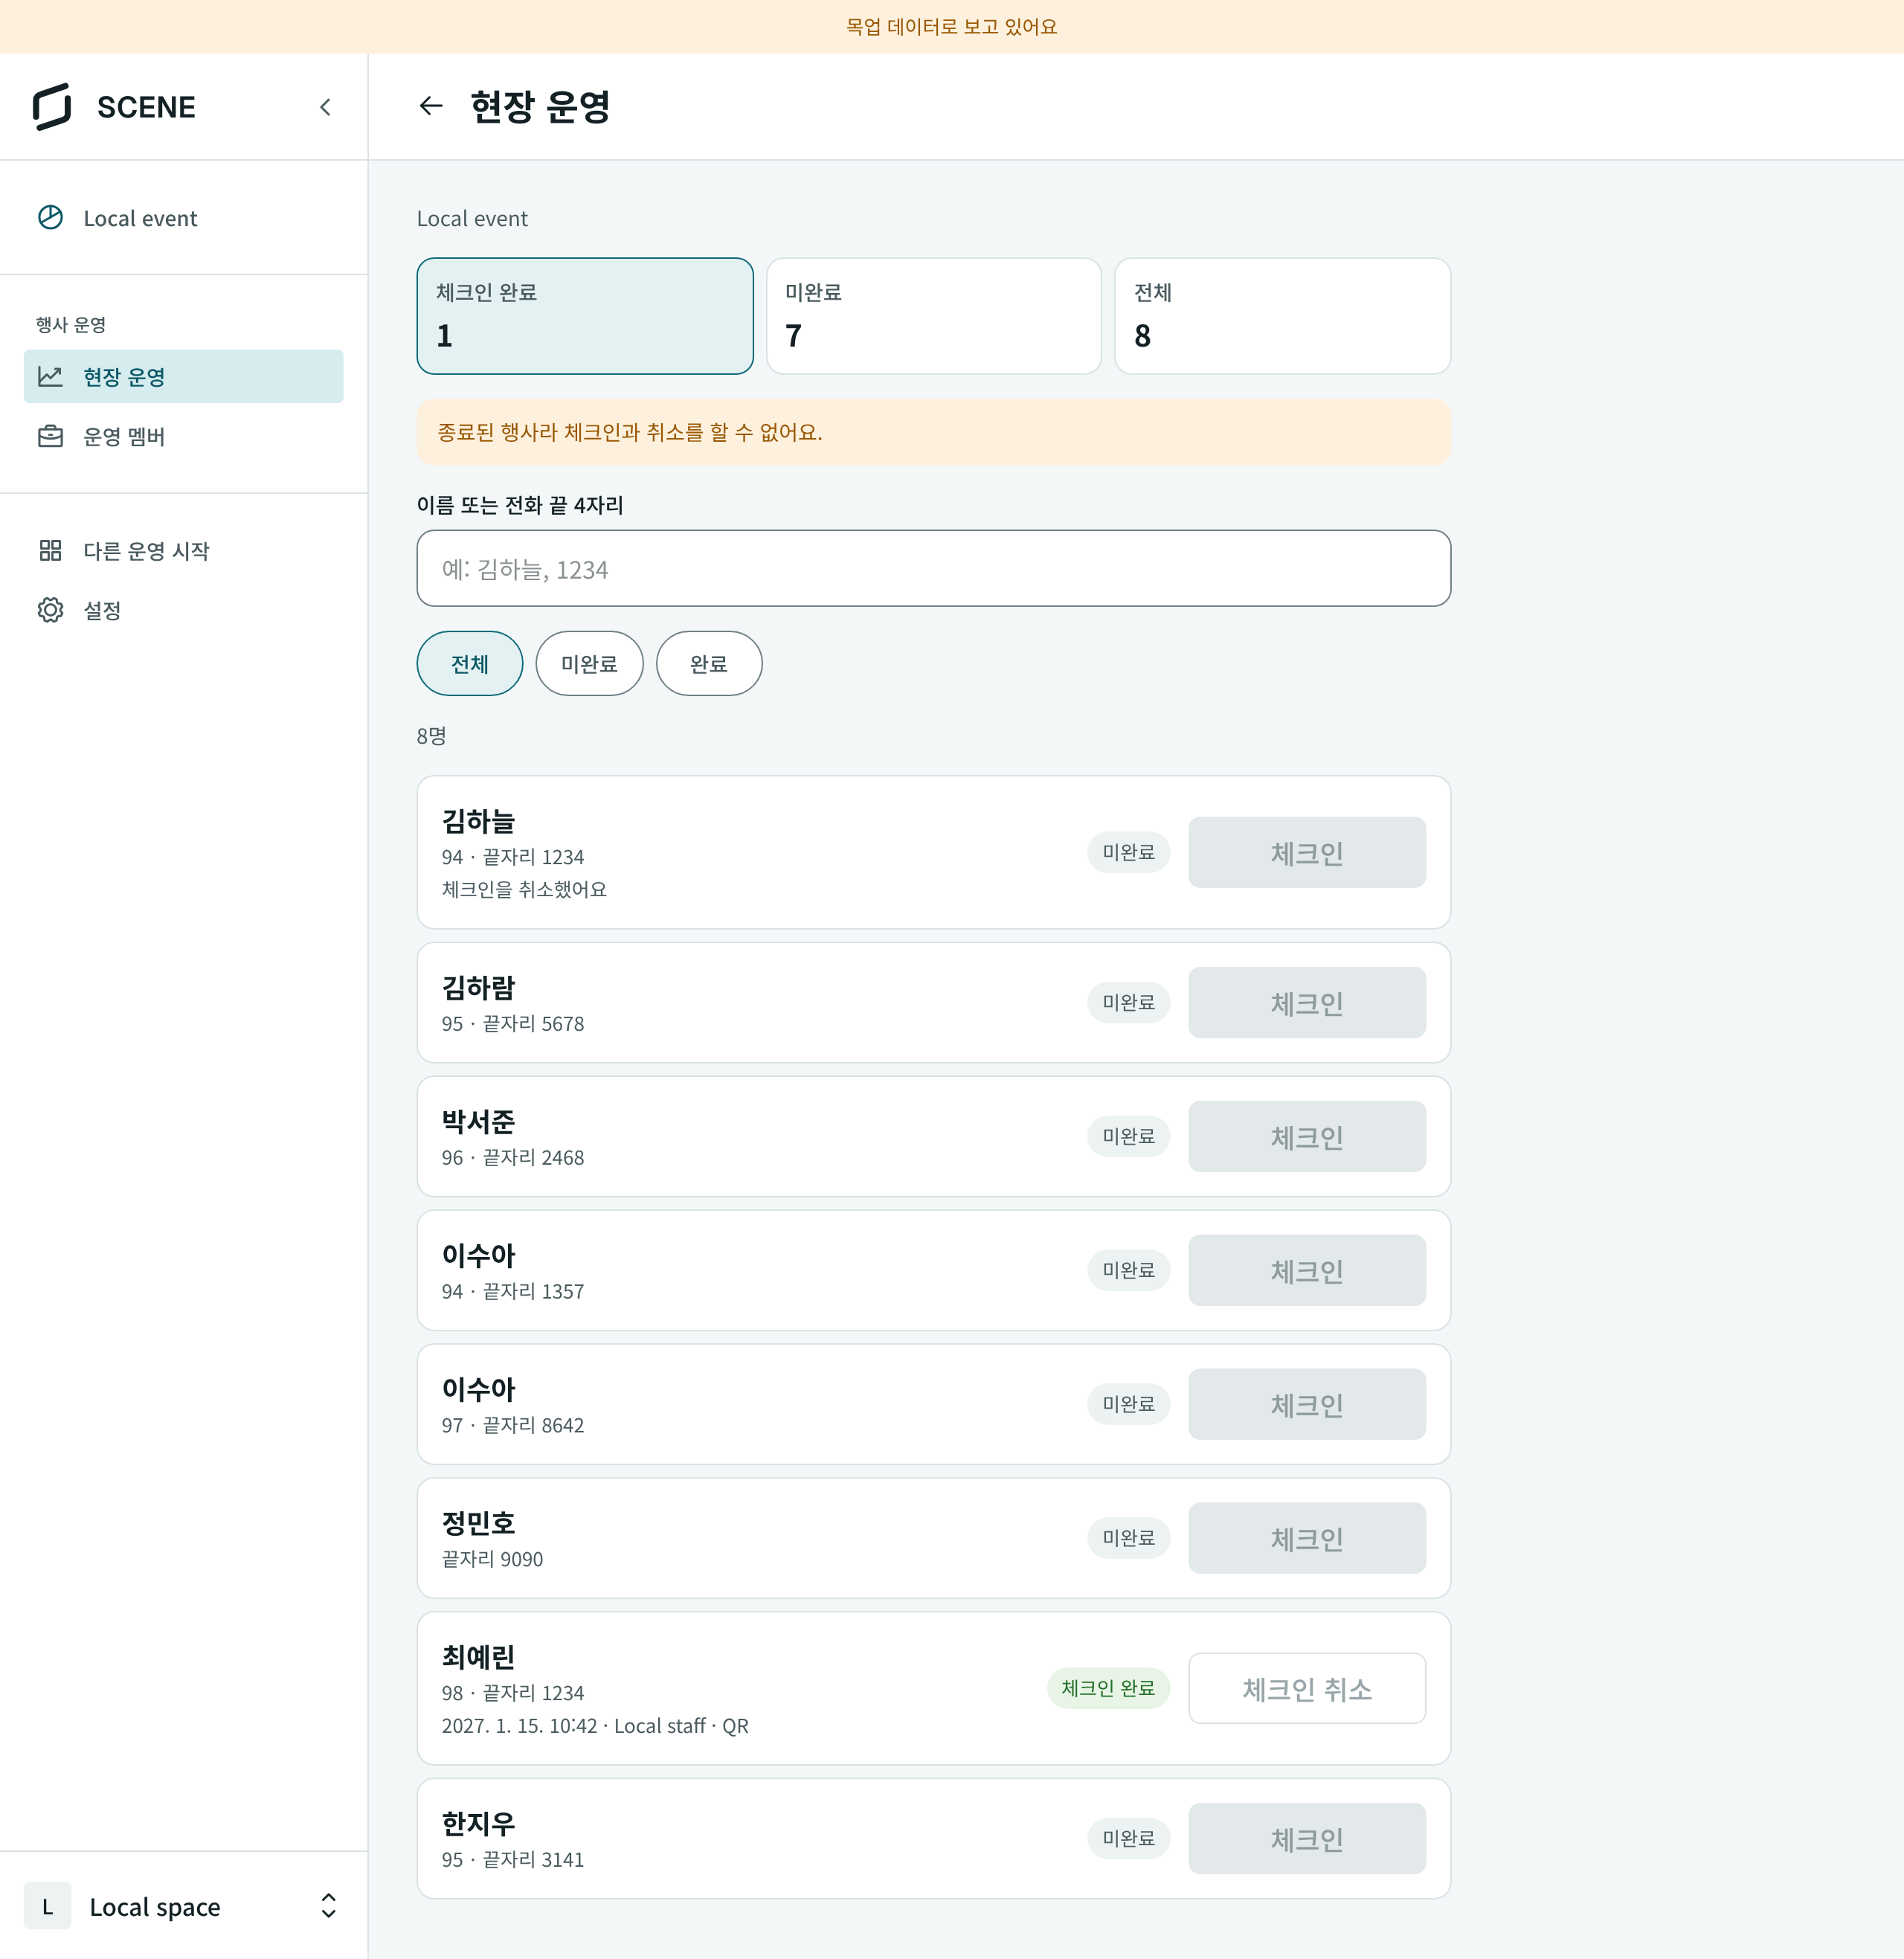 목업 데이터로 보고 있어요
SCENE
현장 운영
Local event
행사 운영
현장 운영
운영 멤버
다른 운영 시작
설정
Local event
체크인 완료
1
미완료
7
전체
8
종료된 행사라 체크인과 취소를 할 수 없어요.
이름 또는 전화 끝 4자리
예: 김하늘, 1234
전체
미완료
완료
8명
김하늘
94 · 끝자리 1234
체크인을 취소했어요
미완료
체크인
김하람
95 · 끝자리 5678
미완료
체크인
박서준
96 · 끝자리 2468
미완료
체크인
이수아
94 · 끝자리 1357
미완료
체크인
이수아
97 · 끝자리 8642
미완료
체크인
정민호
끝자리 9090
미완료
체크인
최예린
98 · 끝자리 1234
2027. 1. 15. 10:42 · Local staff · QR
체크인 완료
체크인 취소
한지우
95 · 끝자리 3141
미완료
체크인
L
Local space